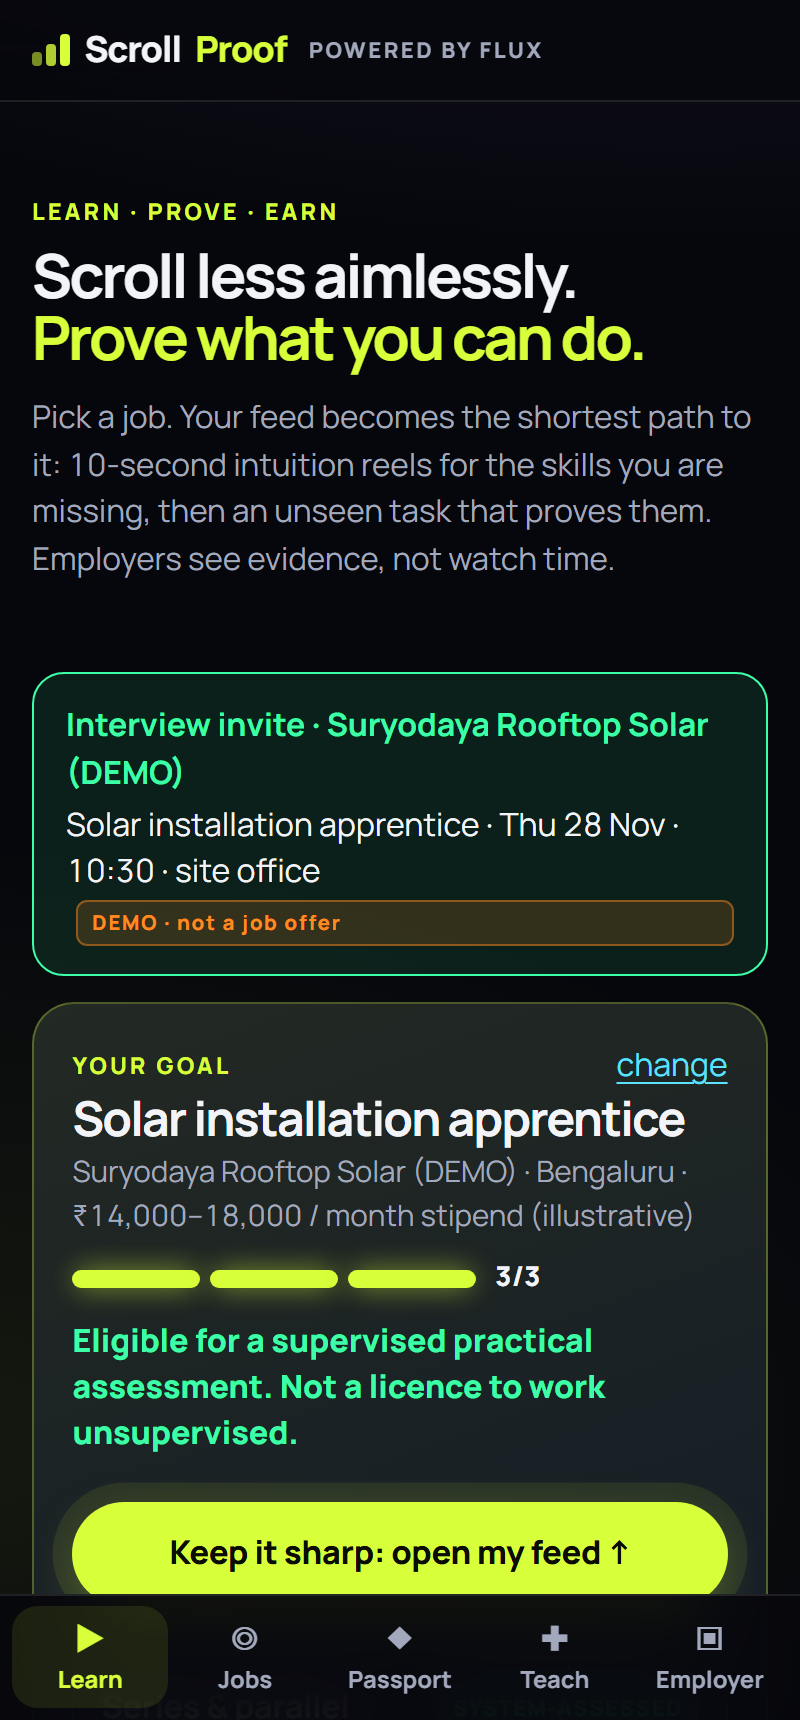 Scroll Proof POWERED BY FLUX
LEARN · PROVE · EARN
Scroll less aimlessly.
Prove what you can do.
Pick a job. Your feed becomes the shortest path to
it: 10-second intuition reels for the skills you are
missing, then an unseen task that proves them.
Employers see evidence, not watch time.
Interview invite · Suryodaya Rooftop Solar
(DEMO)
Solar installation apprentice · Thu 28 Nov ·
10:30 · site office
DEMO · not a job offer
YOUR GOAL change
Solar installation apprentice
Suryodaya Rooftop Solar (DEMO) · Bengaluru ·
₹14,000–18,000 / month stipend (illustrative)
3/3
Eligible for a supervised practical
assessment. Not a licence to work
unsupervised.
Keep it sharp: open my feed ↑
Learn Jobs Passport Teach Employer
Series & parallel SYSTEM-ASSESSED